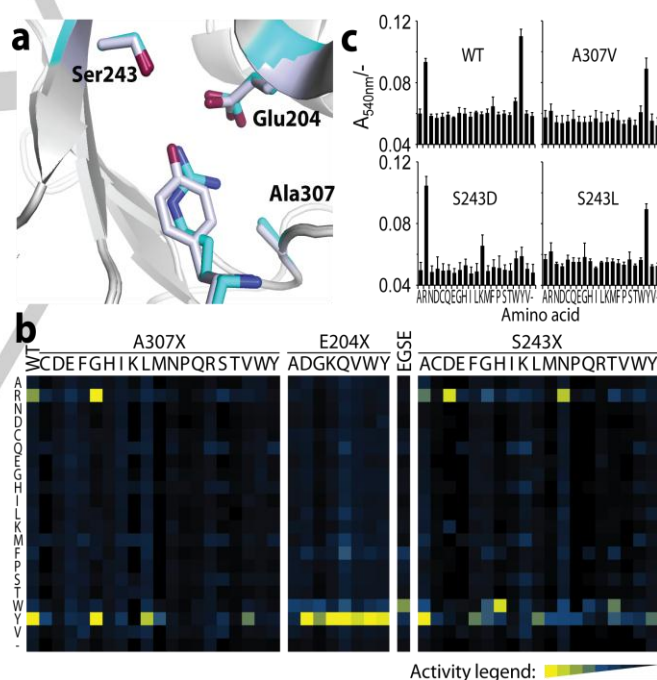 a
Ser243
Glu204
Ala307
c
A540nm/-
0.12
0.08
0.04
WT
A307V
0.12
0.08
0.04
S243D
S243L
ARNDCQEGHILKMFPSTWYV-
ARNDCQEGHILKMFPSTWYV-
Amino acid
b
A307X
E204X
S243X
WT
CDEFGHIKLMNPQRSTVWY
ADGKQVWY
EGSE
ACDEFGHIKLMNPQRTVWY
A
R
N
D
C
Q
E
G
H
I
L
K
M
F
P
S
T
W
Y
V
-
Activity legend: